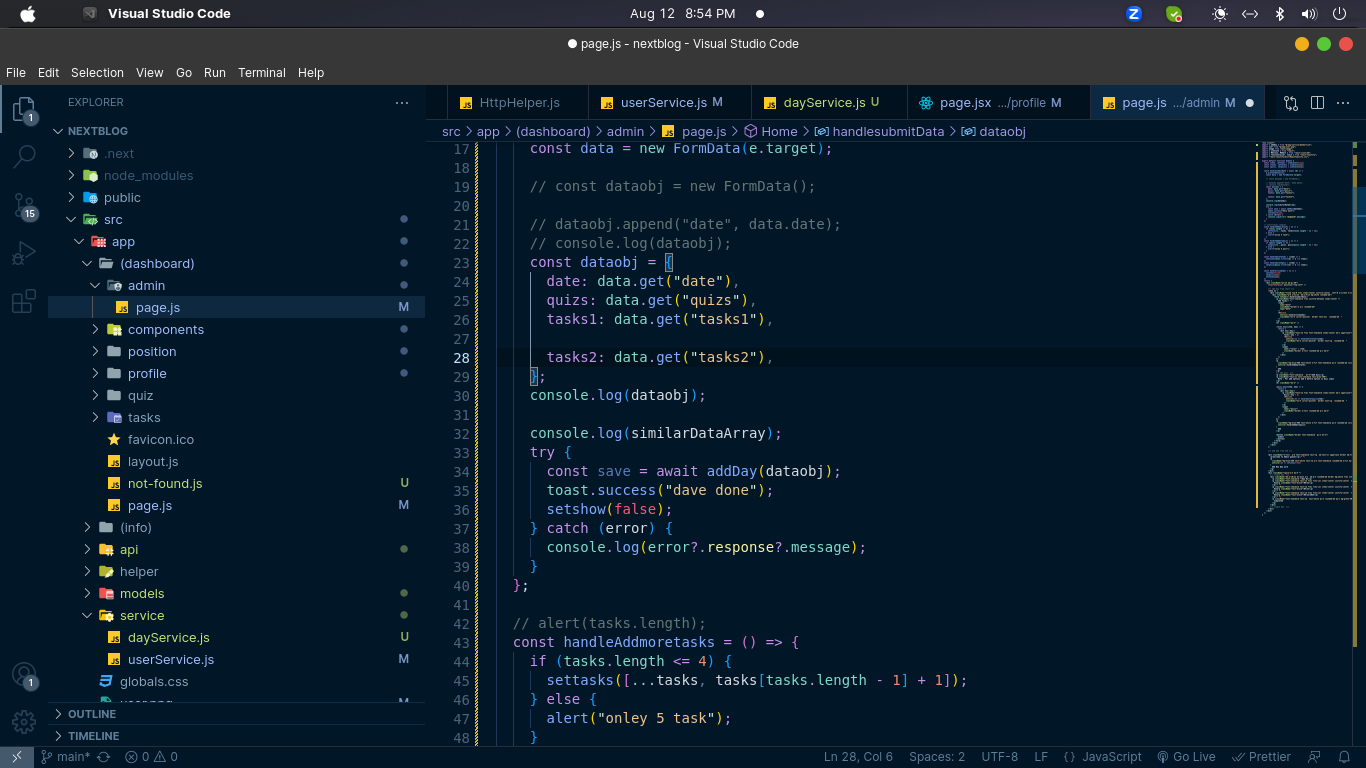 Visual Studio Code
Aug 12 8:54 PM
page.js - nextblog - Visual Studio Code
File Edit Selection View Go Run Terminal Help
EXPLORER
HttpHelper.js
userService.js M
dayService.js U
page.jsx .../profile M
page.js .../admin M
src > app > (dashboard) > admin > page.js > Home > handlesubmitData > dataobj
NEXTBLOG
.next
node_modules
public
src
app
(dashboard)
admin
page.js M
components
position
profile
quiz
tasks
favicon.ico
layout.js
not-found.js U
page.js M
(info)
api
helper
models
service
dayService.js U
userService.js M
globals.css
OUTLINE
TIMELINE
1
15
1
17 const data = new FormData(e.target);
18
19 // const dataobj = new FormData();
20
21 // dataobj.append("date", data.date);
22 // console.log(dataobj);
23 const dataobj = {
24 date: data.get("date"),
25 quizs: data.get("quizs"),
26 tasks1: data.get("tasks1"),
27
28 tasks2: data.get("tasks2"),
29 };
30 console.log(dataobj);
31
32 console.log(similarDataArray);
33 try {
34 const save = await addDay(dataobj);
35 toast.success("dave done");
36 setshow(false);
37 } catch (error) {
38 console.log(error?.response?.message);
39 }
40 };
41
42 // alert(tasks.length);
43 const handleAddmoretasks = () => {
44 if (tasks.length <= 4) {
45 settasks([...tasks, tasks[tasks.length - 1] + 1]);
46 } else {
47 alert("onley 5 task");
48 }
main* 0 0
Ln 28, Col 6 Spaces: 2 UTF-8 LF {} JavaScript Go Live Prettier